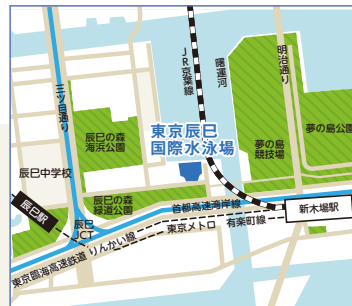 三ツ目通り
JR京葉線
曙運河
明治通り
辰巳の森
海浜公園
東京辰巳
国際水泳場
夢の島
競技場
夢の島公園
辰巳中学校
辰巳駅
辰巳の森
緑道公園
辰巳
JCT
首都高速湾岸線
有楽町線
東京メトロ
りんかい線
東京臨海高速鉄道
新木場駅